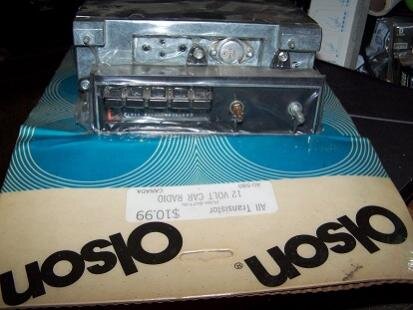 All Transistor
12 VOLT CAR RADIO
$10.99
CANADA
olson
olson